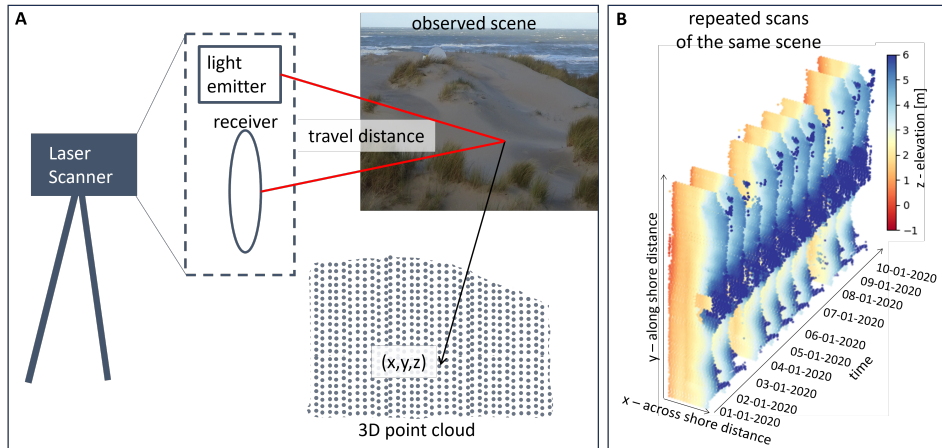 A
observed scene
light
emitter
receiver
travel distance
Laser
Scanner
(x,y,z)
3D point cloud
B
repeated scans
of the same scene
6
5
4
3
2
1
0
−1
z - elevation [m]
y – along shore distance
x – across shore distance
time
10-01-2020
09-01-2020
08-01-2020
07-01-2020
06-01-2020
05-01-2020
04-01-2020
03-01-2020
02-01-2020
01-01-2020